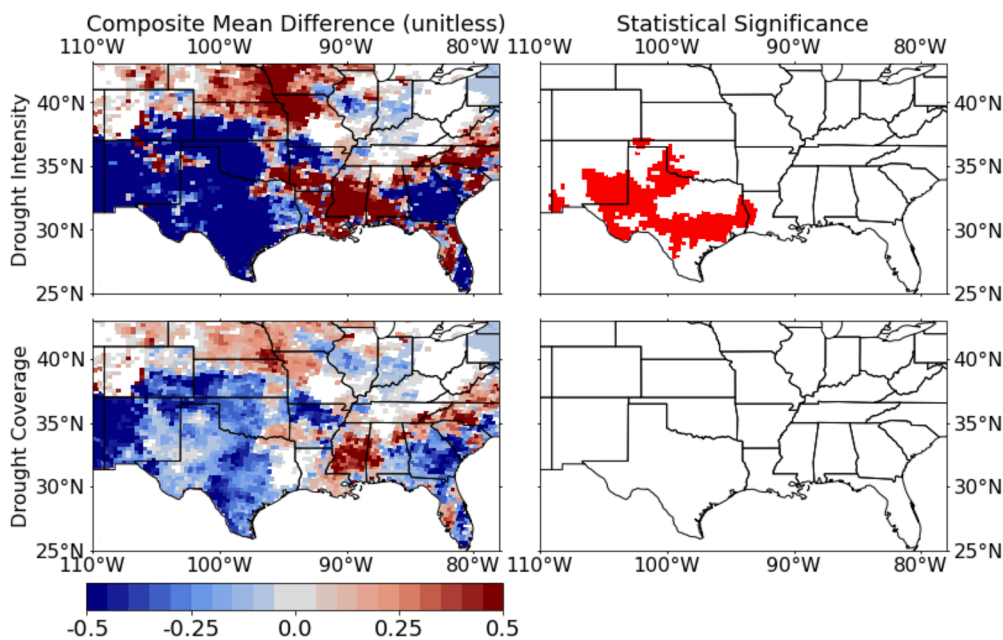 Composite Mean Difference (unitless) Statistical Significance
110°W 100°W 90°W 80°W 110°W 100°W 90°W 80°W
Drought Intensity
40°N 40°N
35°N 35°N
30°N 30°N
25°N 25°N
Drought Coverage
40°N 40°N
35°N 35°N
30°N 30°N
25°N 25°N
110°W 100°W 90°W 80°W 110°W 100°W 90°W 80°W
-0.5 -0.25 0.0 0.25 0.5